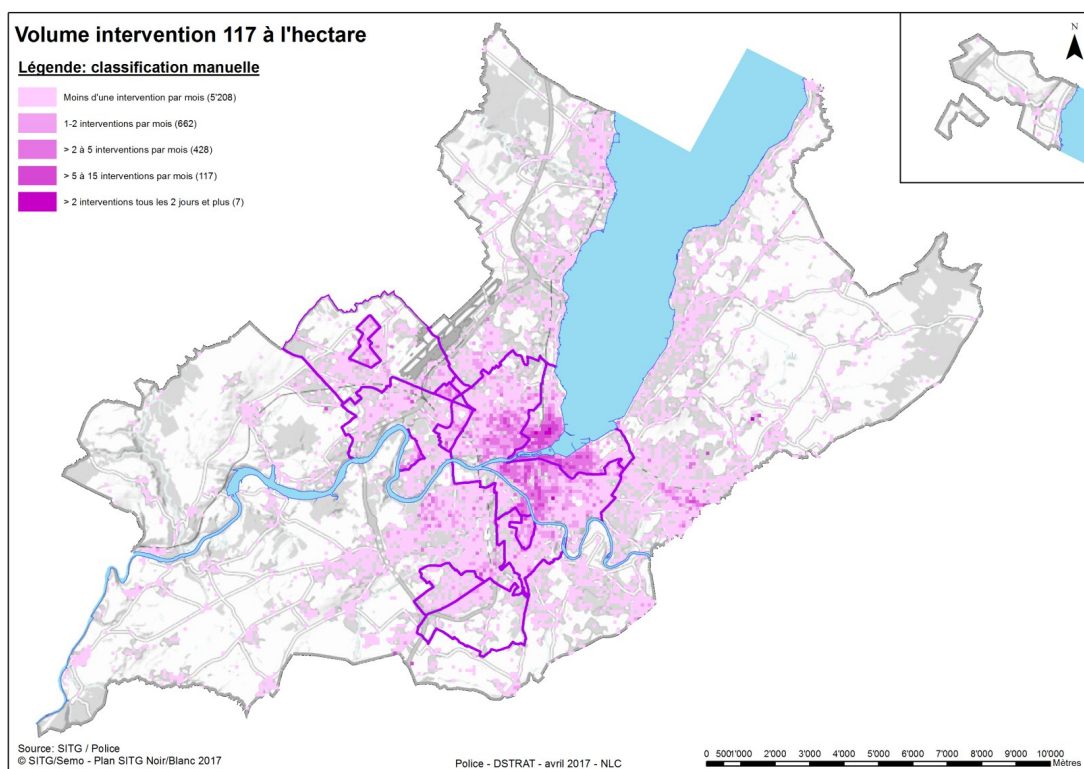 Volume intervention 117 à l'hectare
Légende: classification manuelle
Moins d'une intervention par mois (5'208)
1-2 interventions par mois (662)
> 2 à 5 interventions par mois (428)
> 5 à 15 interventions par mois (117)
> 2 interventions tous les 2 jours et plus (7)
N
Source: SITG / Police
© SITG/Semo - Plan SITG Noir/Blanc 2017
Police - DSTRAT - avril 2017 - NLC
0 500 1'000 2'000 3'000 4'000 5'000 6'000 7'000 8'000 9'000 10'000
Mètres